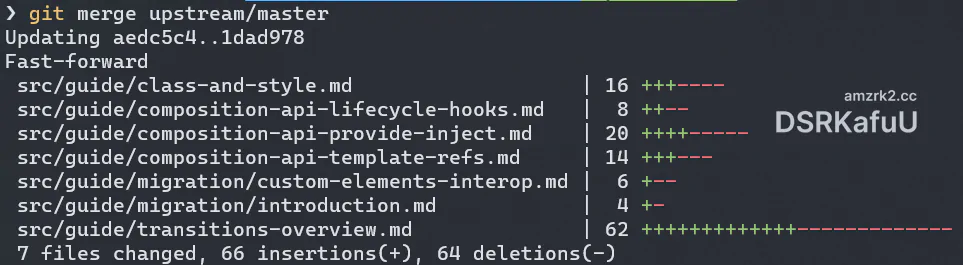 ❯ git merge upstream/master
Updating aedc5c4..1dad978
Fast-forward
 src/guide/class-and-style.md                     | 16 +++----
 src/guide/composition-api-lifecycle-hooks.md     |  8 ++--
 src/guide/composition-api-provide-inject.md      | 20 ++++-----
 src/guide/composition-api-template-refs.md       | 14 +++---
 src/guide/migration/custom-elements-interop.md |  6 +--
 src/guide/migration/introduction.md              |  4 +-
 src/guide/transitions-overview.md                | 62 +++++++++++++-------------
 7 files changed, 66 insertions(+), 64 deletions(-)
amzrk2.cc
DSRKafuU